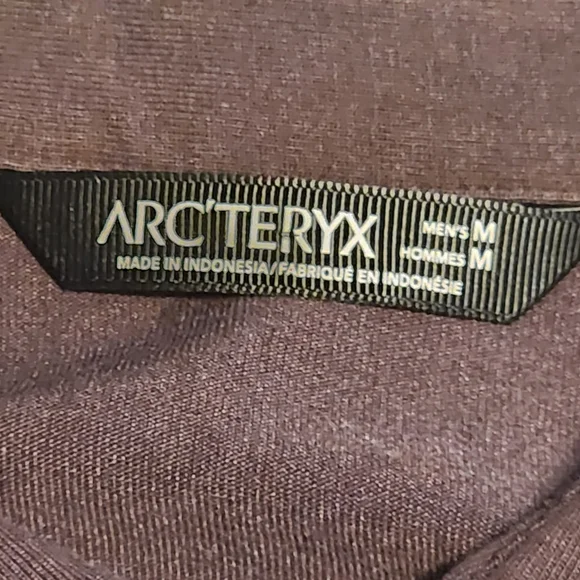 ARC'TERYX
MEN'S M
HOMMES M
MADE IN INDONESIA/FABRIQUÉ EN INDONÉSIE